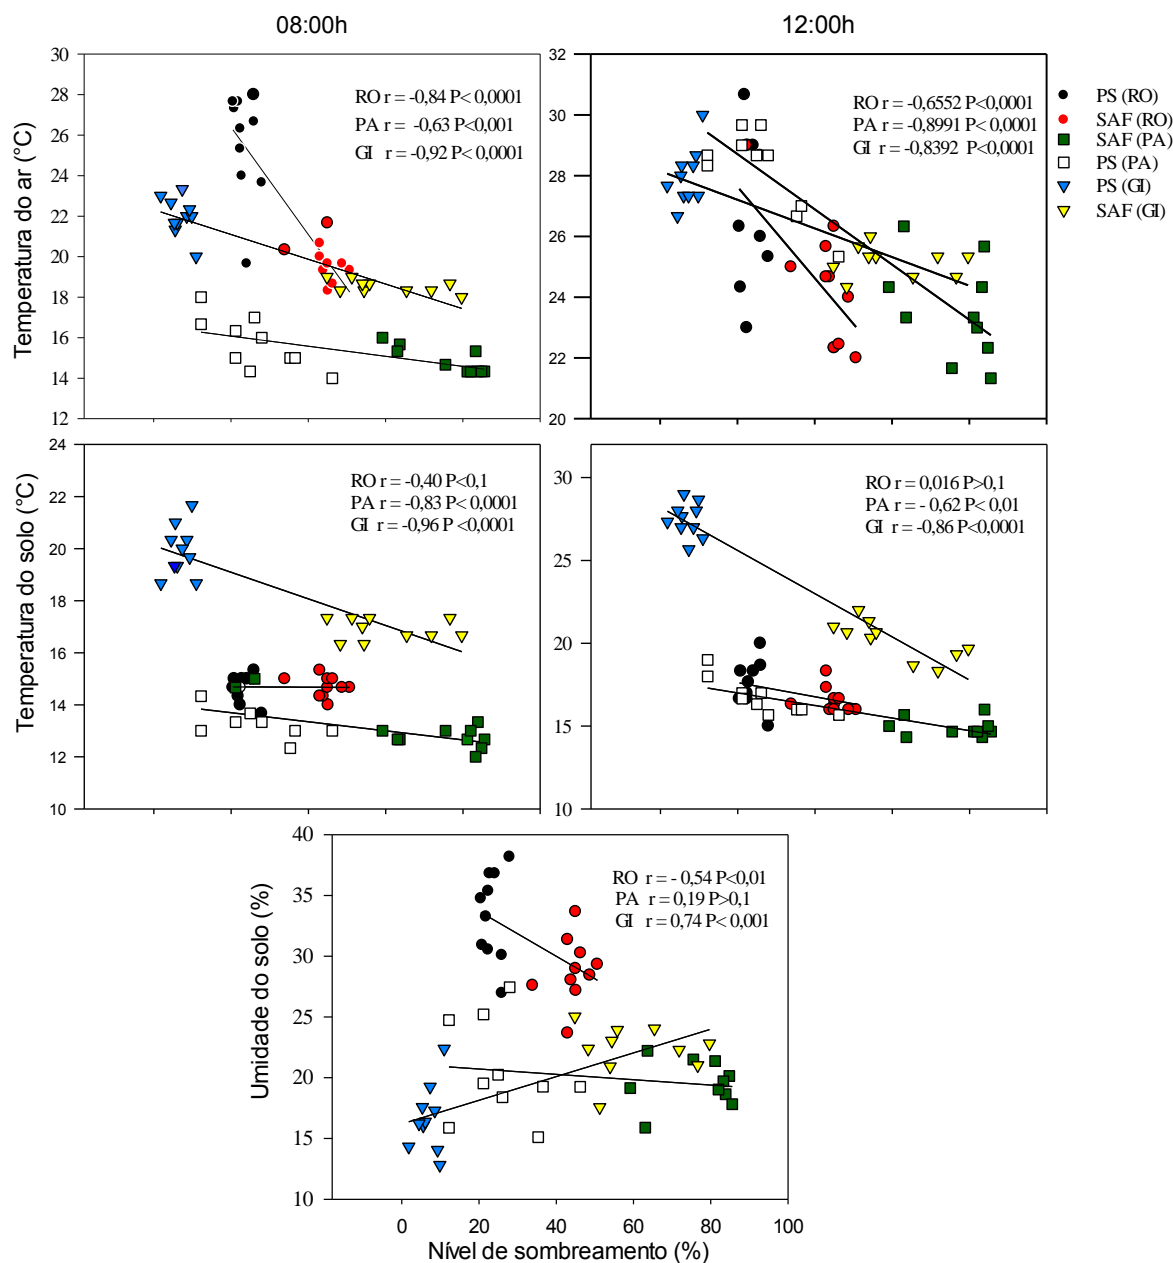 08:00h
12:00h
Temperatura do ar (°C)
30
28
26
24
22
20
18
16
14
12
RO r = -0,84 P< 0,0001
PA r = -0,63 P<0,001
GI r = -0,92 P< 0,0001
32
30
28
26
24
22
20
RO r = -0,6552 P<0,0001
PA r = -0,8991 P<0,0001
GI r = -0,8392 P<0,0001
PS (RO)
SAF (RO)
SAF (PA)
PS (PA)
PS (GI)
SAF (GI)
Temperatura do solo (°C)
24
22
20
18
16
14
12
10
RO r = -0,40 P<0,1
PA r = -0,83 P< 0,0001
GI r = -0,96 P <0,0001
30
25
20
15
10
RO r = 0,016 P>0,1
PA r = - 0,62 P< 0,01
GI r = -0,86 P<0,0001
Umidade do solo (%)
40
35
30
25
20
15
10
RO r = - 0,54 P<0,01
PA r = 0,19 P>0,1
GI r = 0,74 P< 0,001
0 20 40 60 80 100
Nível de sombreamento (%)